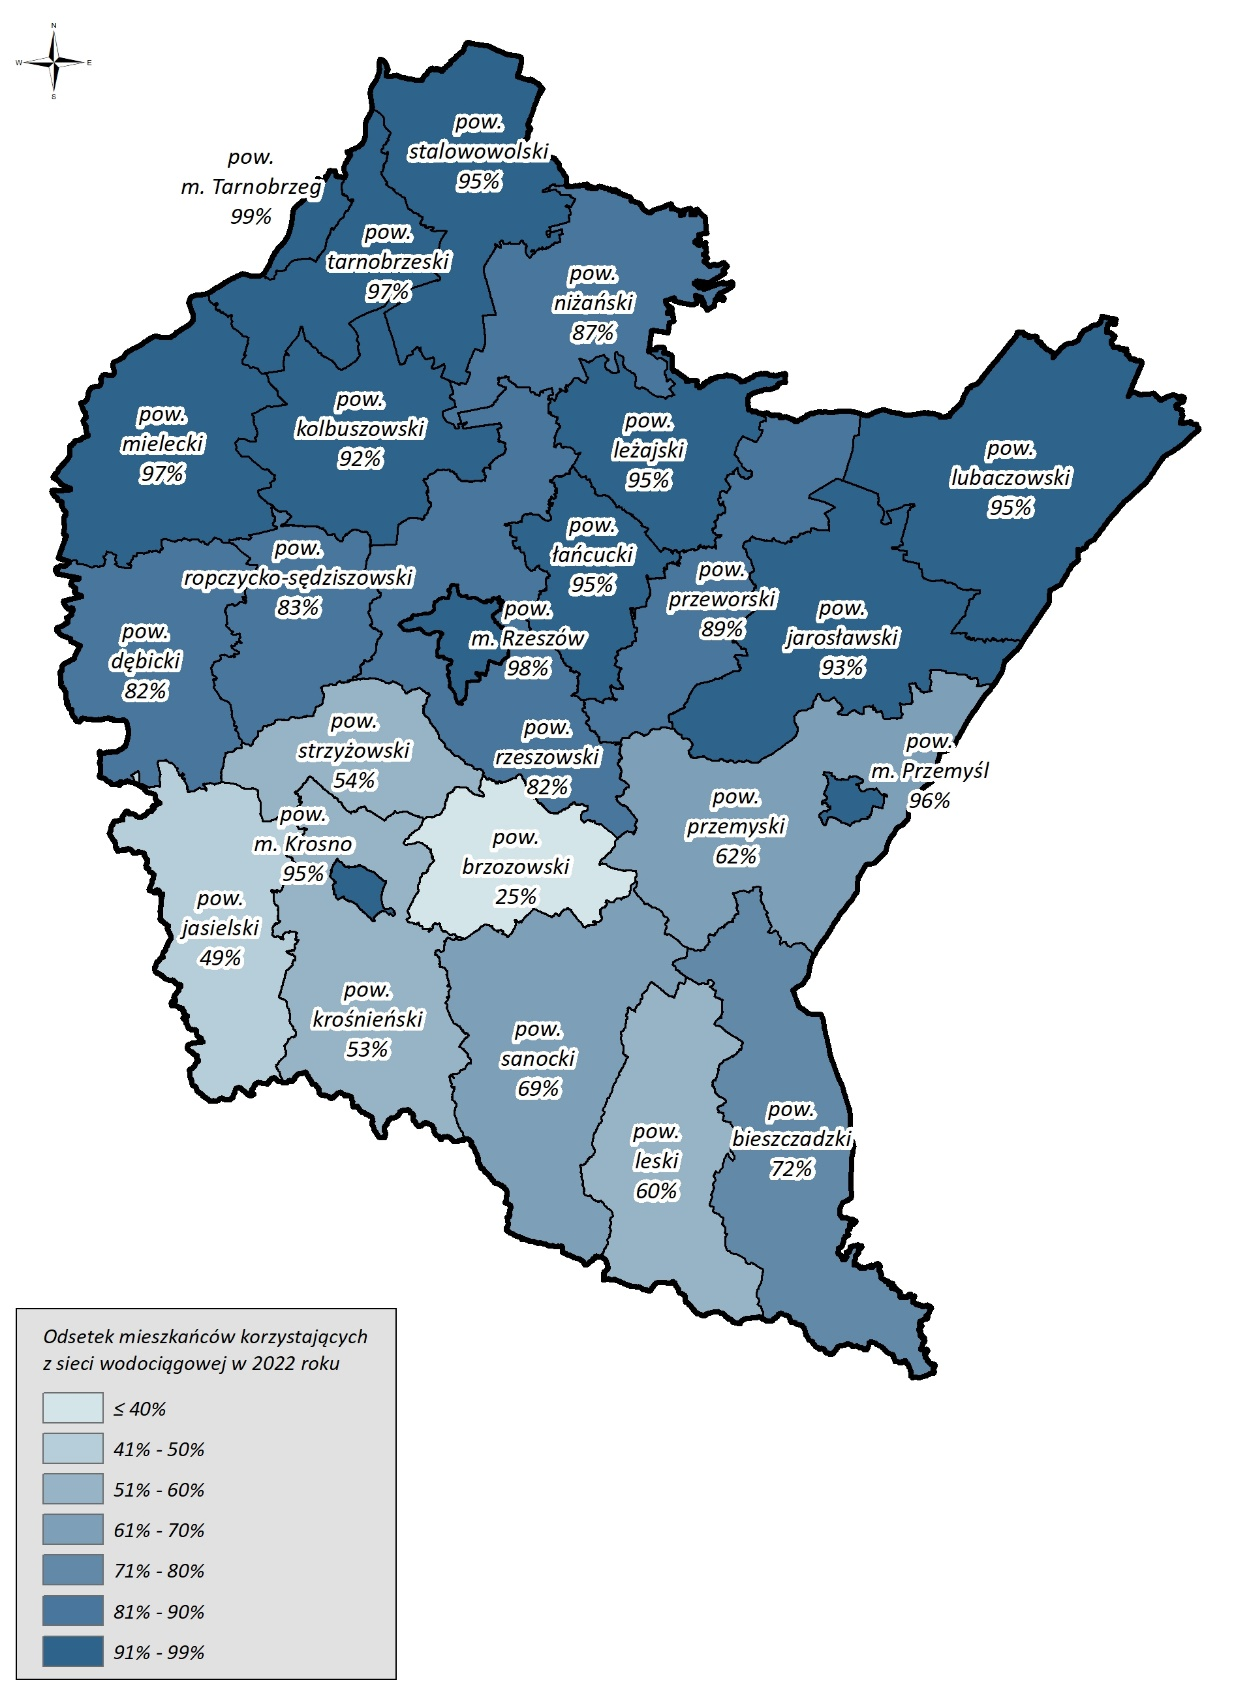 N
W
E
S
pow.
stalowowolski
95%
pow.
m. Tarnobrzeg
99%
pow.
tarnobrzeski
97%
pow.
niżański
87%
pow.
mielecki
97%
pow.
kolbuszowski
92%
pow.
leżajski
95%
pow.
lubaczowski
95%
pow.
ropczycko-sędziszowski
83%
pow.
łańcucki
95%
pow.
przeworski
89%
pow.
jarosławski
93%
pow.
dębicki
82%
pow.
m. Rzeszów
98%
pow.
strzyżowski
54%
pow.
rzeszowski
82%
pow.
m. Przemyśl
96%
pow.
m. Krosno
95%
pow.
brzozowski
25%
pow.
przemyski
62%
pow.
jasielski
49%
pow.
krośnieński
53%
pow.
sanocki
69%
pow.
leski
60%
pow.
bieszczadzki
72%
Odsetek mieszkańców korzystających
z sieci wodociągowej w 2022 roku
≤ 40%
41% - 50%
51% - 60%
61% - 70%
71% - 80%
81% - 90%
91% - 99%